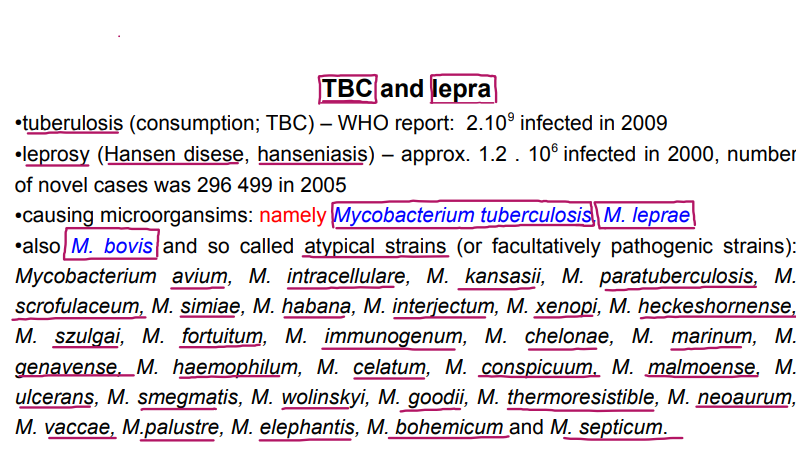 TBC and lepra
•tuberulosis (consumption; TBC) – WHO report: 2.10⁹ infected in 2009
•leprosy (Hansen disese, hanseniasis) – approx. 1.2 . 10⁶ infected in 2000, number
of novel cases was 296 499 in 2005
•causing microorgansims: namely Mycobacterium tuberculosis, M. leprae
•also M. bovis and so called atypical strains (or facultatively pathogenic strains):
Mycobacterium avium, M. intracellulare, M. kansasii, M. paratuberculosis, M.
scrofulaceum, M. simiae, M. habana, M. interjectum, M. xenopi, M. heckeshornense,
M. szulgai, M. fortuitum, M. immunogenum, M. chelonae, M. marinum, M.
genavense, M. haemophilum, M. celatum, M. conspicuum, M. malmoense, M.
ulcerans, M. smegmatis, M. wolinskyi, M. goodii, M. thermoresistible, M. neoaurum,
M. vaccae, M.palustre, M. elephantis, M. bohemicum and M. septicum.